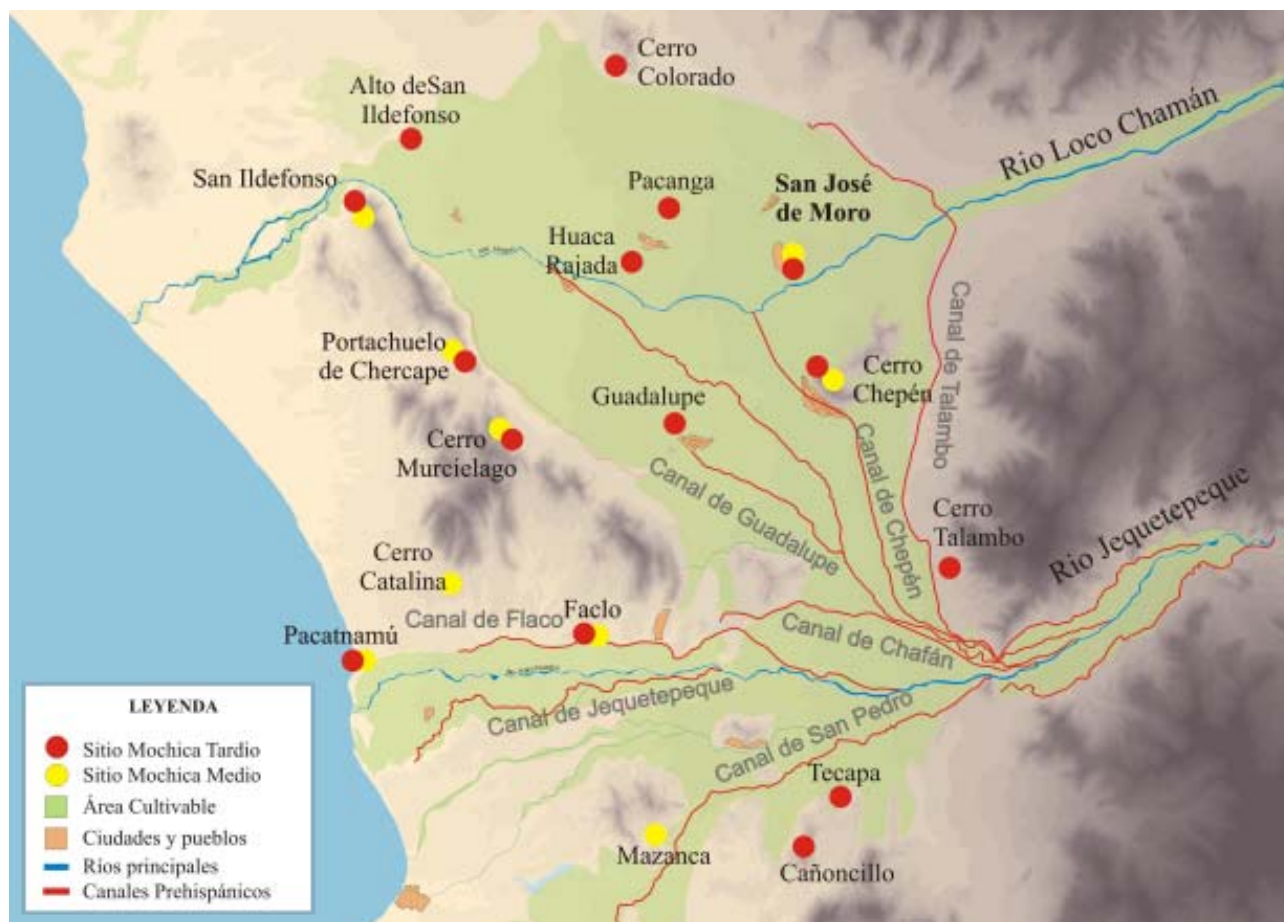 Cerro
Colorado
Alto deSan
Ildefonso
Rio Loco Chamán
San Ildefonso
Pacanga
San José
de Moro
Huaca
Rajada
Canal de Talambo
Portachuelo
de Chercape
Cerro
Chepén
Guadalupe
Cerro
Murcielago
Canal de Guadalupe
Canal de Chepén
Cerro
Talambo
Rio Jequetepeque
Cerro
Catalina
Canal de Flaco
Faclo
Pacatnamú
Canal de Chafán
Canal de Jequetepeque
Canal de San Pedro
Tecapa
Mazanca
Cañoncillo
LEYENDA
Sitio Mochica Tardio
Sitio Mochica Medio
Área Cultivable
Ciudades y pueblos
Ríos principales
Canales Prehispánicos